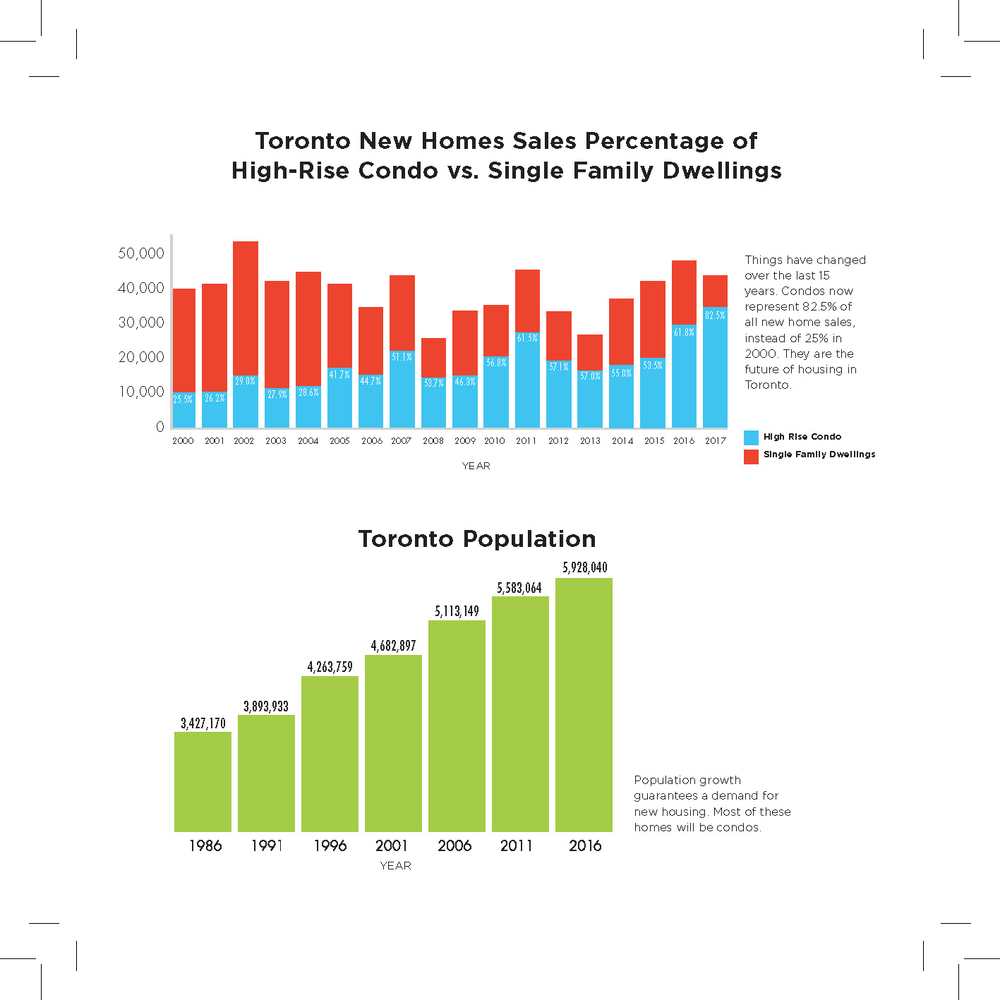 Toronto New Homes Sales Percentage of
High-Rise Condo vs. Single Family Dwellings
50,000
40,000
30,000
20,000
10,000
0
25.5% 26.2% 29.0% 27.9% 28.6% 41.7% 44.7% 51.1% 53.7% 46.3% 56.8% 61.5% 57.1% 57.0% 55.0% 53.5% 61.8% 82.5%
2000 2001 2002 2003 2004 2005 2006 2007 2008 2009 2010 2011 2012 2013 2014 2015 2016 2017
YEAR
Things have changed
over the last 15
years. Condos now
represent 82.5% of
all new home sales,
instead of 25% in
2000. They are the
future of housing in
Toronto.
High Rise Condo
Single Family Dwellings
Toronto Population
3,427,170 3,893,933 4,263,759 4,682,897 5,113,149 5,583,064 5,928,040
1986 1991 1996 2001 2006 2011 2016
YEAR
Population growth
guarantees a demand for
new housing. Most of these
homes will be condos.